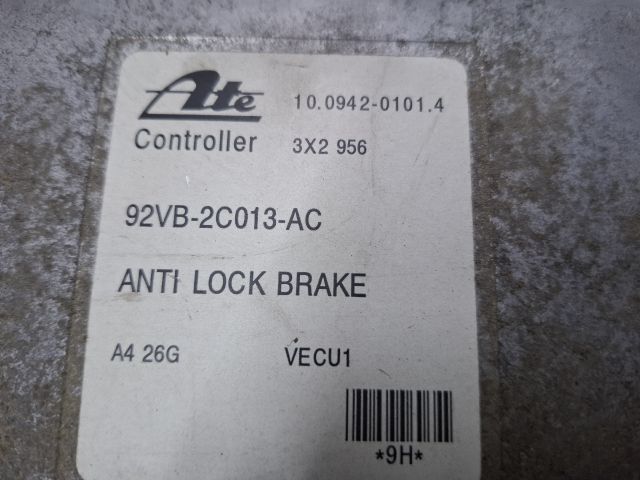 Ate 10.0942-0101.4
Controller 3X2 956
92VB-2C013-AC
ANTI LOCK BRAKE
A4 26G VECU1
*9H*